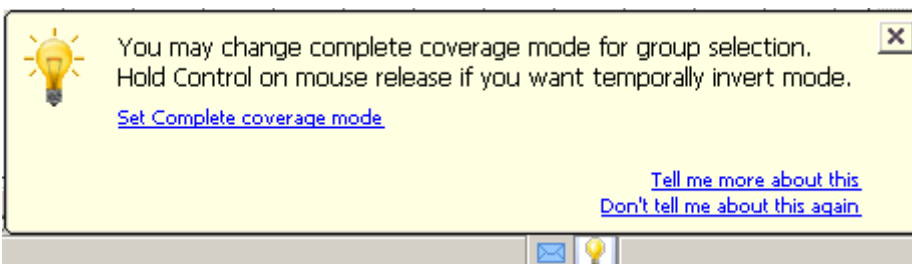 You may change complete coverage mode for group selection.
Hold Control on mouse release if you want temporally invert mode.
Set Complete coverage mode
Tell me more about this
Don't tell me about this again